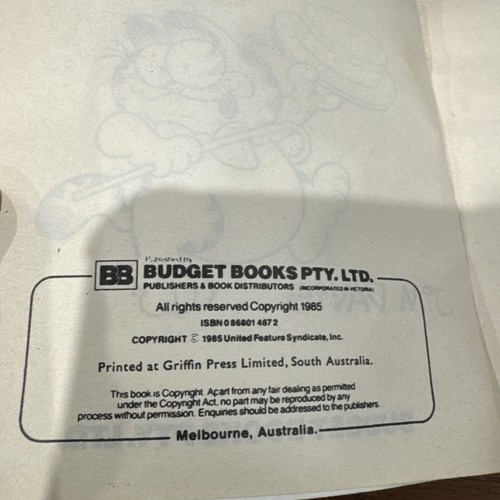 Published by
BB BUDGET BOOKS PTY. LTD.
PUBLISHERS & BOOK DISTRIBUTORS (INCORPORATED IN VICTORIA)
All rights reserved Copyright 1985
ISBN 0 86801 467 2
COPYRIGHT © 1985 United Feature Syndicate, Inc.
Printed at Griffin Press Limited, South Australia.
This book is Copyright. Apart from any fair dealing as permitted
under the Copyright Act, no part may be reproduced by any
process without permission. Enquiries should be addressed to the publishers.
Melbourne, Australia.